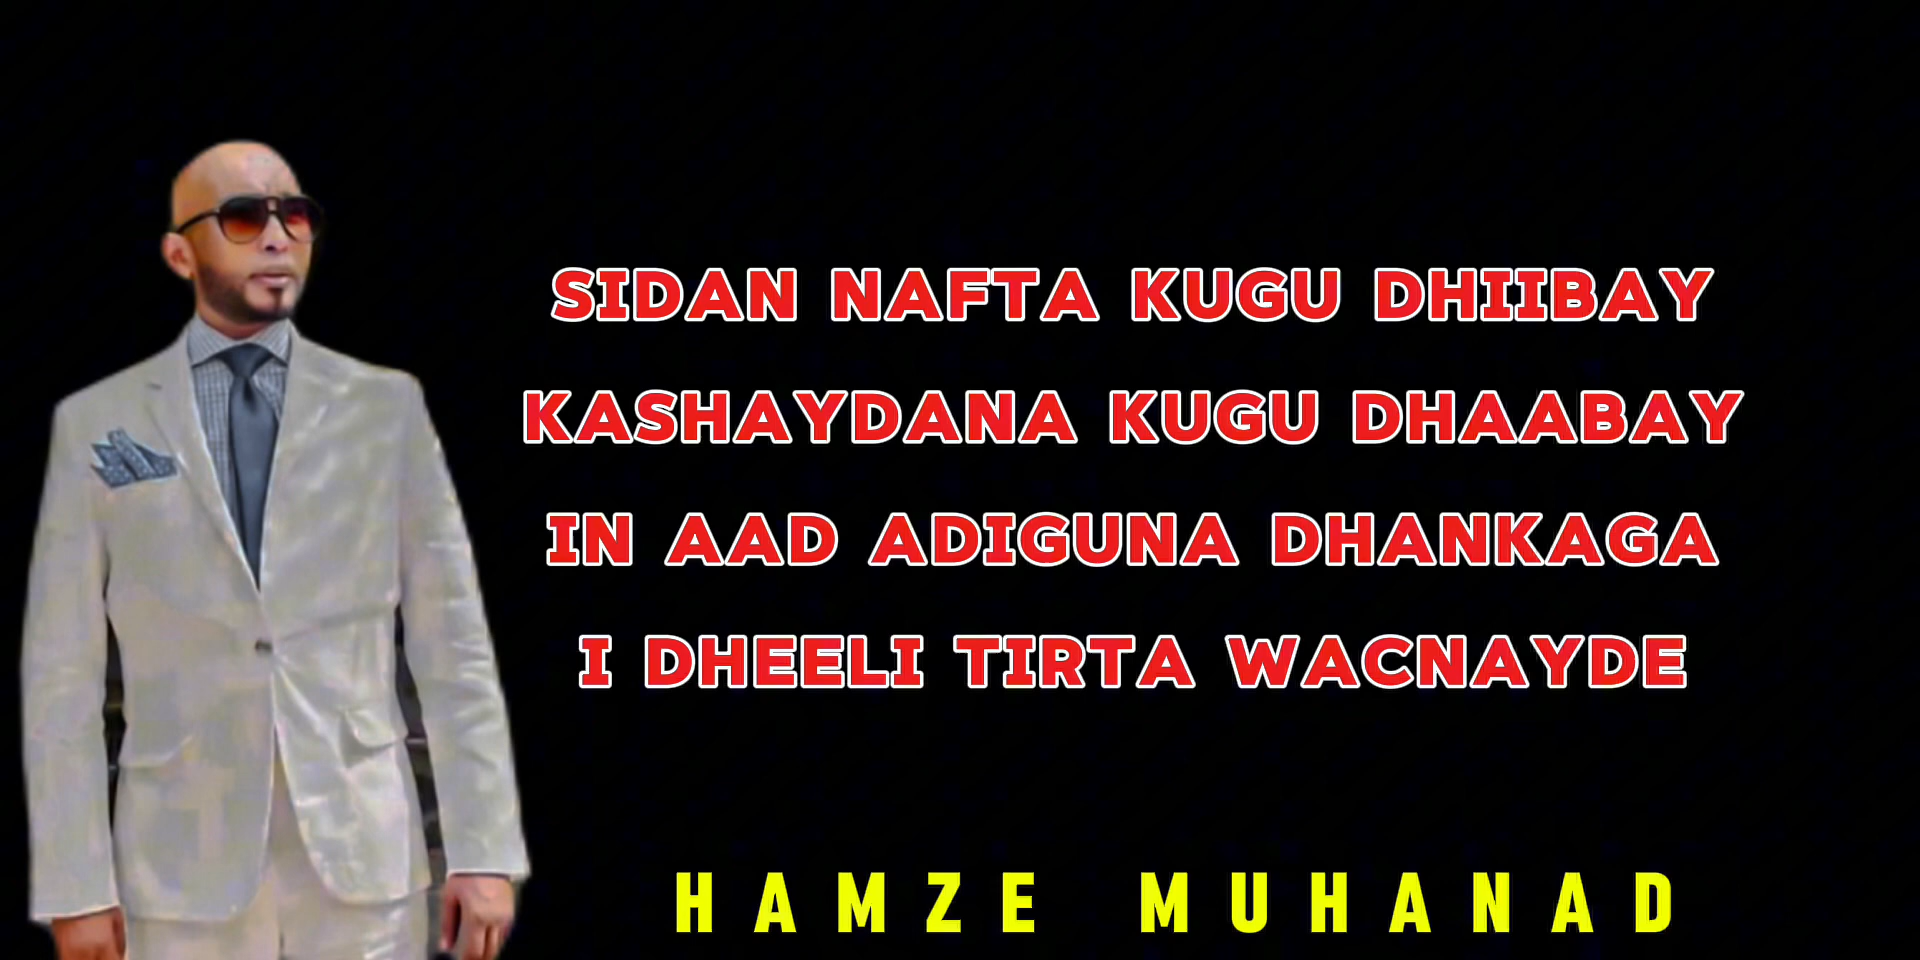 SIDAN NAFTA KUGU DHIIBAY
KASHAYDANA KUGU DHAABAY
IN AAD ADIGUNA DHANKAGA
I DHEELI TIRTA WACNAYDE
HAMZE MUHANAD